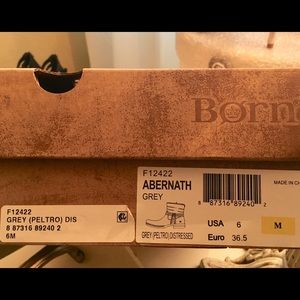 Born
F12422
GREY (PELTRO) DIS
8 87316 89240 2
6M
F12422
ABERNATH
GREY
8 87316 89240 2
MADE IN CH
GREY (PELTRO) DISTRESSED
USA 6
Euro 36.5
M